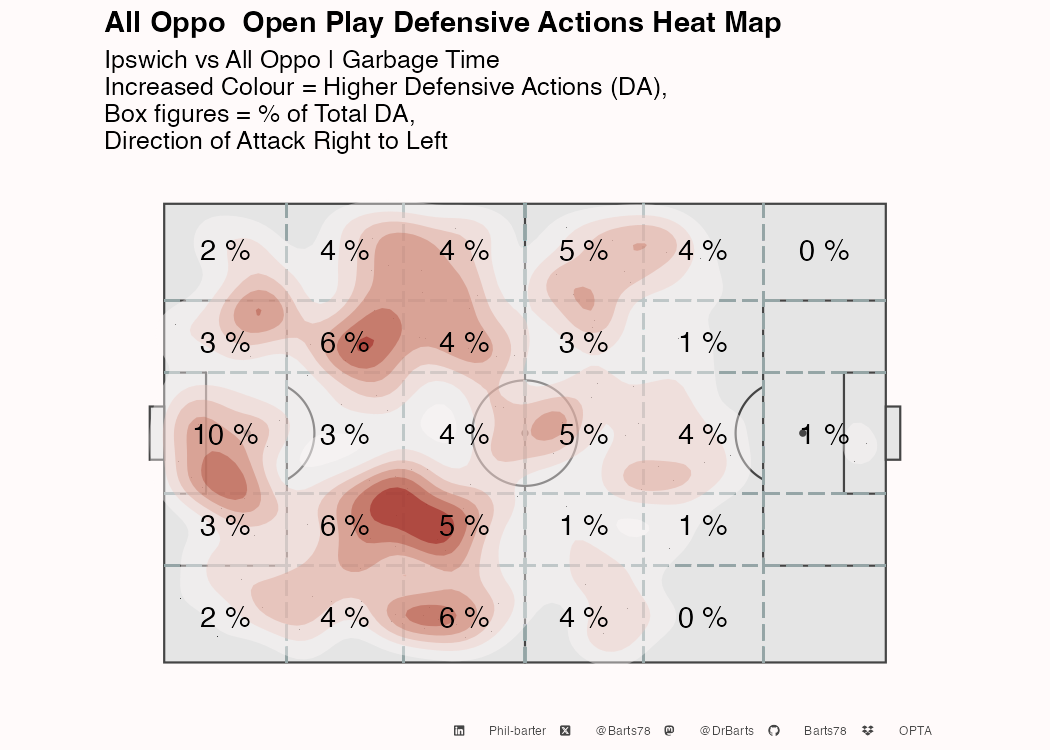 All Oppo  Open Play Defensive Actions Heat Map
Ipswich vs All Oppo | Garbage Time
Increased Colour = Higher Defensive Actions (DA),
Box figures = % of Total DA,
Direction of Attack Right to Left
2 % 4 % 4 % 5 % 4 % 0 %
3 % 6 % 4 % 3 % 1 %
10 % 3 % 4 % 5 % 4 % 1 %
3 % 6 % 5 % 1 % 1 %
2 % 4 % 6 % 4 % 0 %
Phil-barter @Barts78 @DrBarts Barts78 OPTA